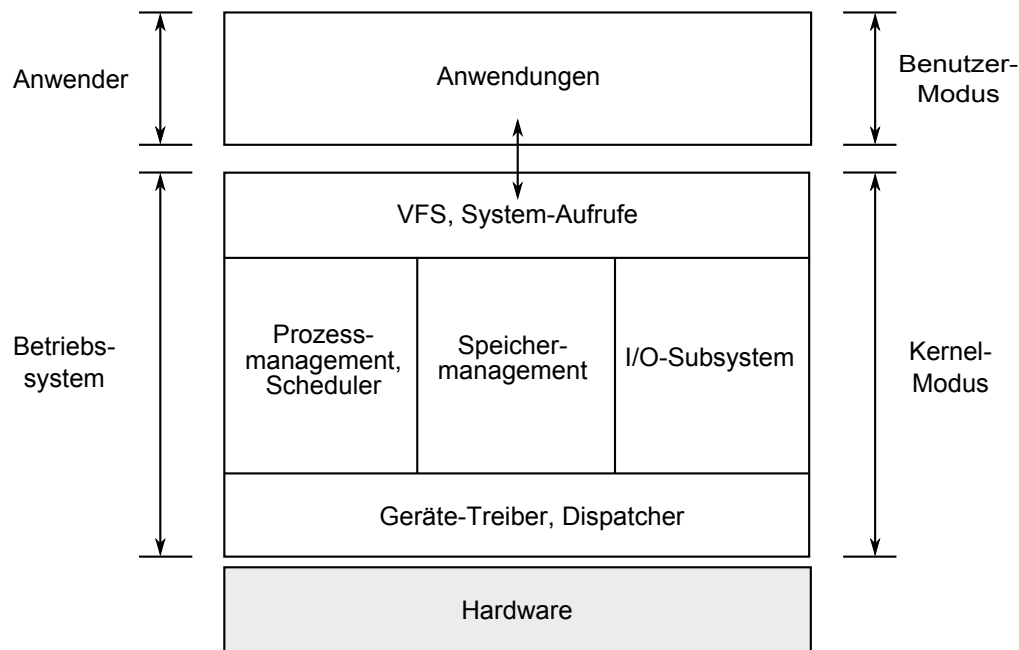 Anwender
Anwendungen
Benutzer-
Modus
VFS, System-Aufrufe
Betriebs-
system
Prozess-
management,
Scheduler
Speicher-
management
I/O-Subsystem
Kernel-
Modus
Geräte-Treiber, Dispatcher
Hardware